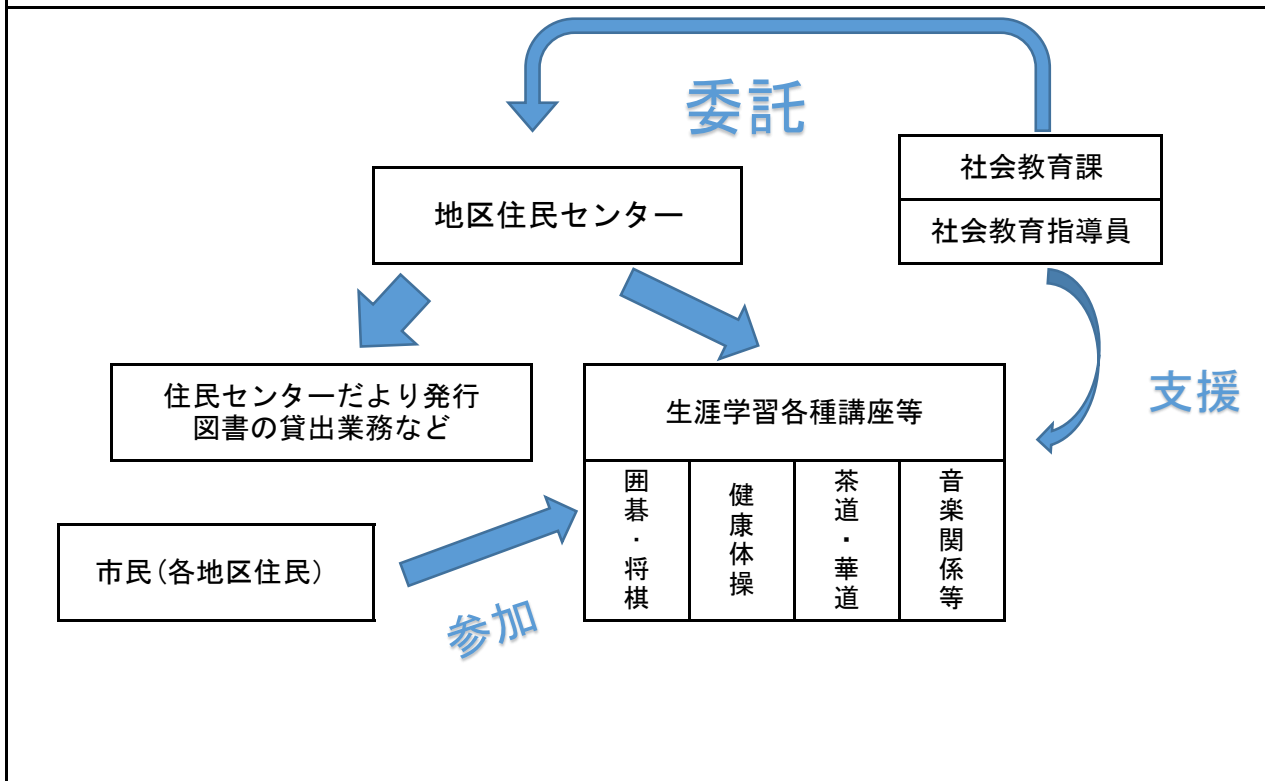 委託
社会教育課
地区住民センター
社会教育指導員
住民センターだより発行
図書の貸出業務など
生涯学習各種講座等
支援
囲碁・将棋
健康体操
茶道・華道
音楽関係等
市民(各地区住民)
参加